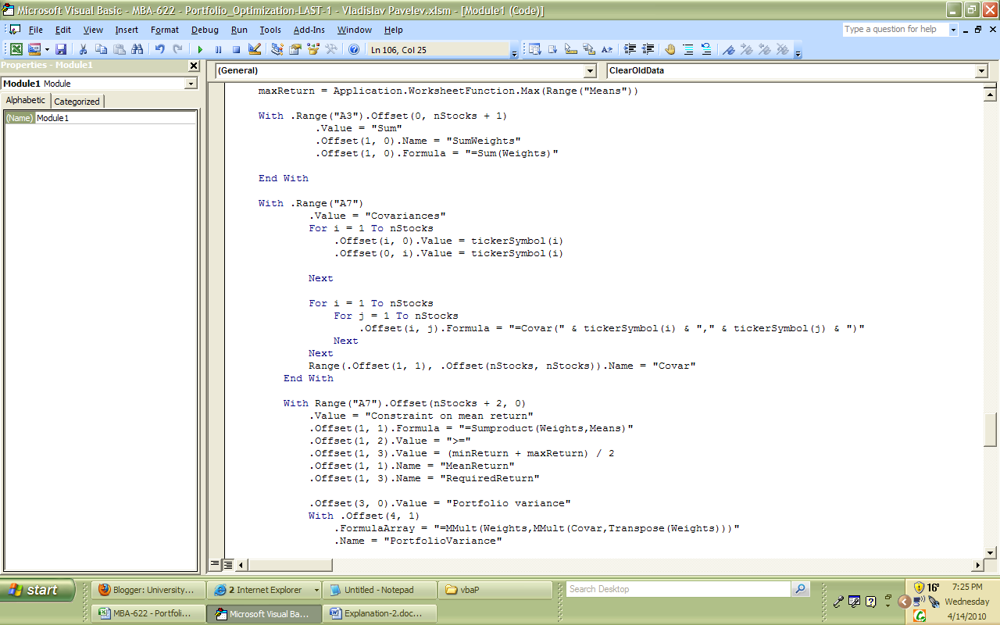 Microsoft Visual Basic - MBA-622 - Portfolio_Optimization-LAST-1 - Vladislav Pavelev.xlsm - [Module1 (Code)]
File Edit View Insert Format Debug Run Tools Add-Ins Window Help
Type a question for help
Ln 106, Col 25
Properties - Module1
Module1 Module
Alphabetic Categorized
(Name) Module1
(General) ClearOldData
maxReturn = Application.WorksheetFunction.Max(Range("Means"))
With .Range("A3").Offset(0, nStocks + 1)
.Value = "Sum"
.Offset(1, 0).Name = "SumWeights"
.Offset(1, 0).Formula = "=Sum(Weights)"
End With
With .Range("A7")
.Value = "Covariances"
For i = 1 To nStocks
.Offset(i, 0).Value = tickerSymbol(i)
.Offset(0, i).Value = tickerSymbol(i)
Next
For i = 1 To nStocks
For j = 1 To nStocks
.Offset(i, j).Formula = "=Covar(" & tickerSymbol(i) & "," & tickerSymbol(j) & ")"
Next
Next
Range(.Offset(1, 1), .Offset(nStocks, nStocks)).Name = "Covar"
End With
With Range("A7").Offset(nStocks + 2, 0)
.Value = "Constraint on mean return"
.Offset(1, 1).Formula = "=Sumproduct(Weights,Means)"
.Offset(1, 2).Value = ">="
.Offset(1, 3).Value = (minReturn + maxReturn) / 2
.Offset(1, 1).Name = "MeanReturn"
.Offset(1, 3).Name = "RequiredReturn"
.Offset(3, 0).Value = "Portfolio variance"
With .Offset(4, 1)
.FormulaArray = "=MMult(Weights,MMult(Covar,Transpose(Weights)))"
.Name = "PortfolioVariance"
start
Blogger: University... 2 Internet Explorer Untitled - Notepad vbaP
Search Desktop
16° 7:25 PM
MBA-622 - Portfoli... Microsoft Visual Ba... Explanation-2.doc...
Wednesday
4/14/2010